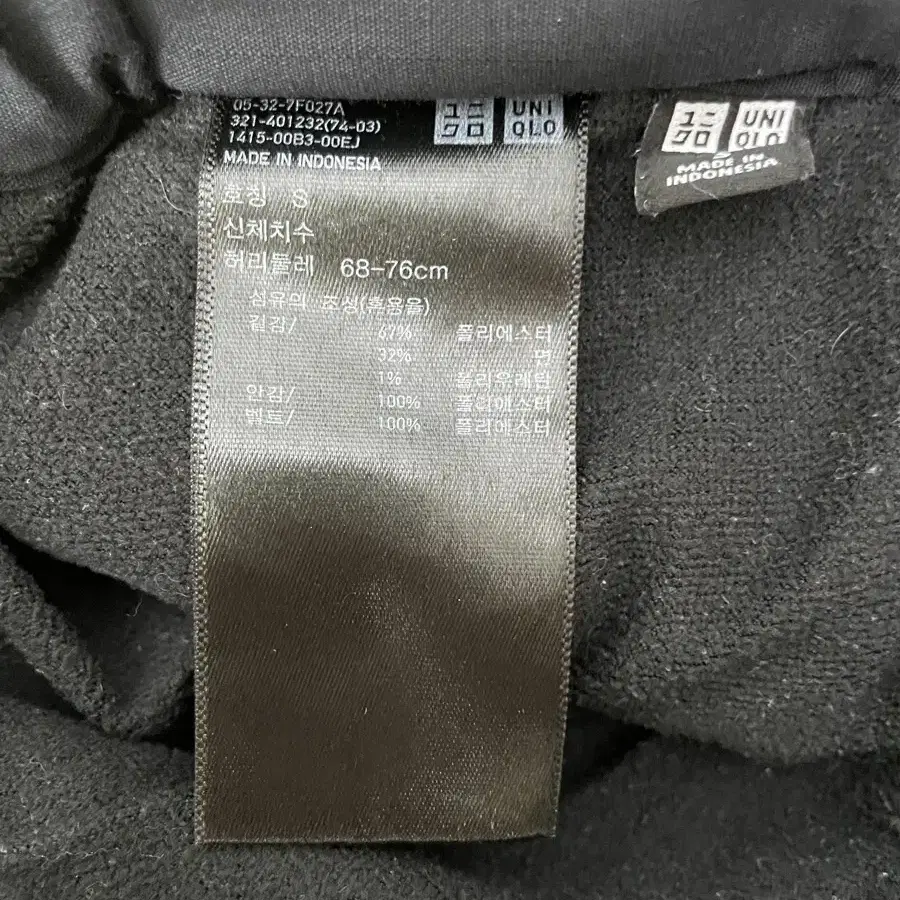 05-32-7F027A
321-401232(74-03)
1415-00B3-00EJ
MADE IN INDONESIA
ユニ
クロ
UNI
QLO
호칭 S
신체치수
허리둘레 68-76cm
섬유의 조성(혼용율)
겉감/ 67% 폴리에스터
32% 면
1% 폴리우레탄
안감/ 100% 폴리에스터
벨트/ 100% 폴리에스터
ユニ
クロ
UNI
QLO
MADE IN
INDONESIA